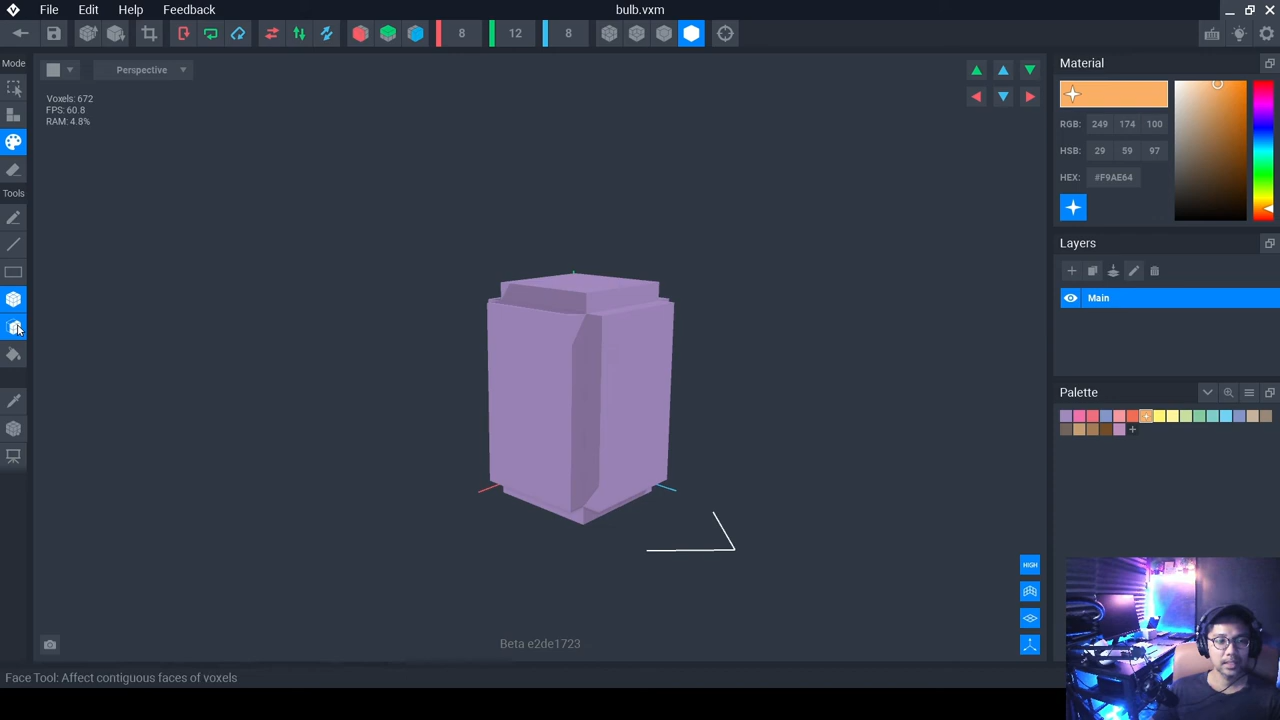 File Edit Help Feedback bulb.vxm
8 12 8
Mode
Perspective
Voxels: 672
FPS: 60.8
RAM: 4.8%
Tools
Material
RGB: 249 174 100
HSB: 29 59 97
HEX: #F9AE64
Layers
Main
Palette
HIGH
Beta e2de1723
Face Tool: Affect contiguous faces of voxels